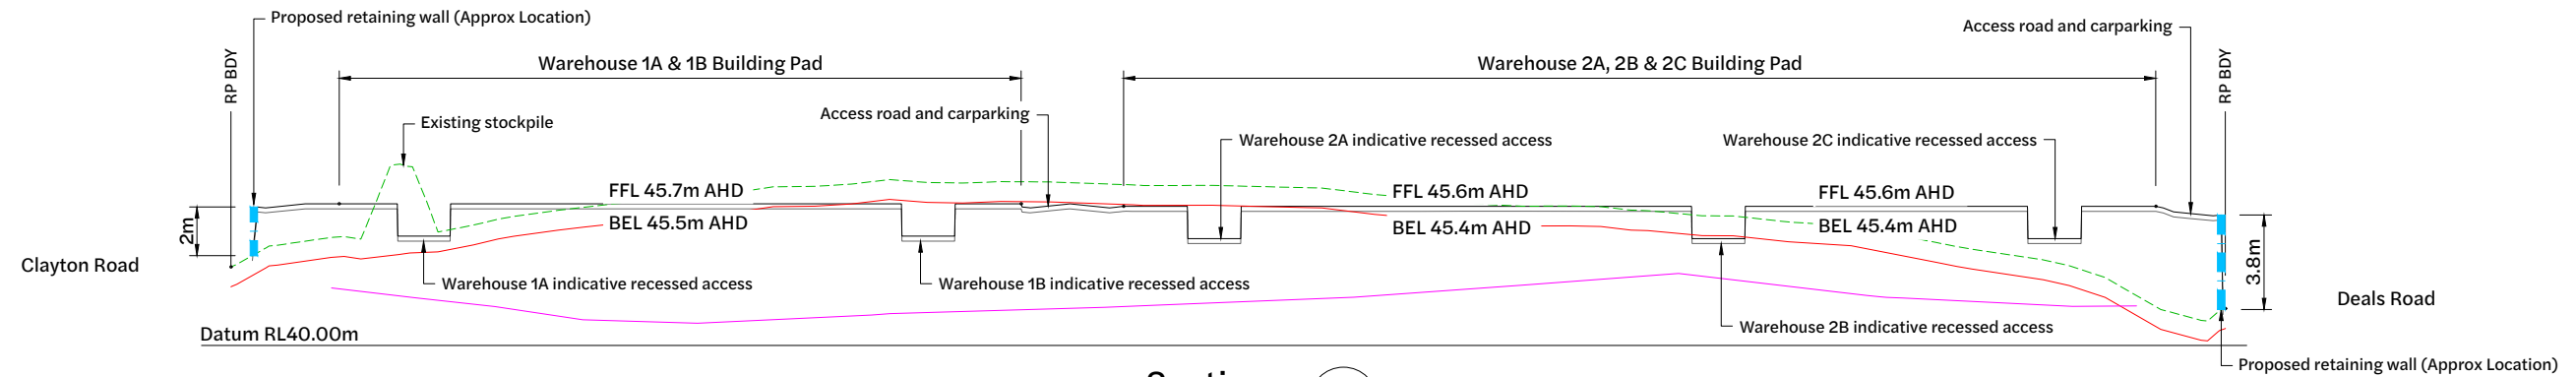 Proposed retaining wall (Approx Location)
Access road and carparking
RP BDY
Warehouse 1A & 1B Building Pad
Warehouse 2A, 2B & 2C Building Pad
RP BDY
Existing stockpile
Access road and carparking
Warehouse 2A indicative recessed access
Warehouse 2C indicative recessed access
FFL 45.7m AHD
FFL 45.6m AHD
FFL 45.6m AHD
BEL 45.5m AHD
BEL 45.4m AHD
BEL 45.4m AHD
2m
3.8m
Clayton Road
Warehouse 1A indicative recessed access
Warehouse 1B indicative recessed access
Deals Road
Warehouse 2B indicative recessed access
Datum RL40.00m
Proposed retaining wall (Approx Location)